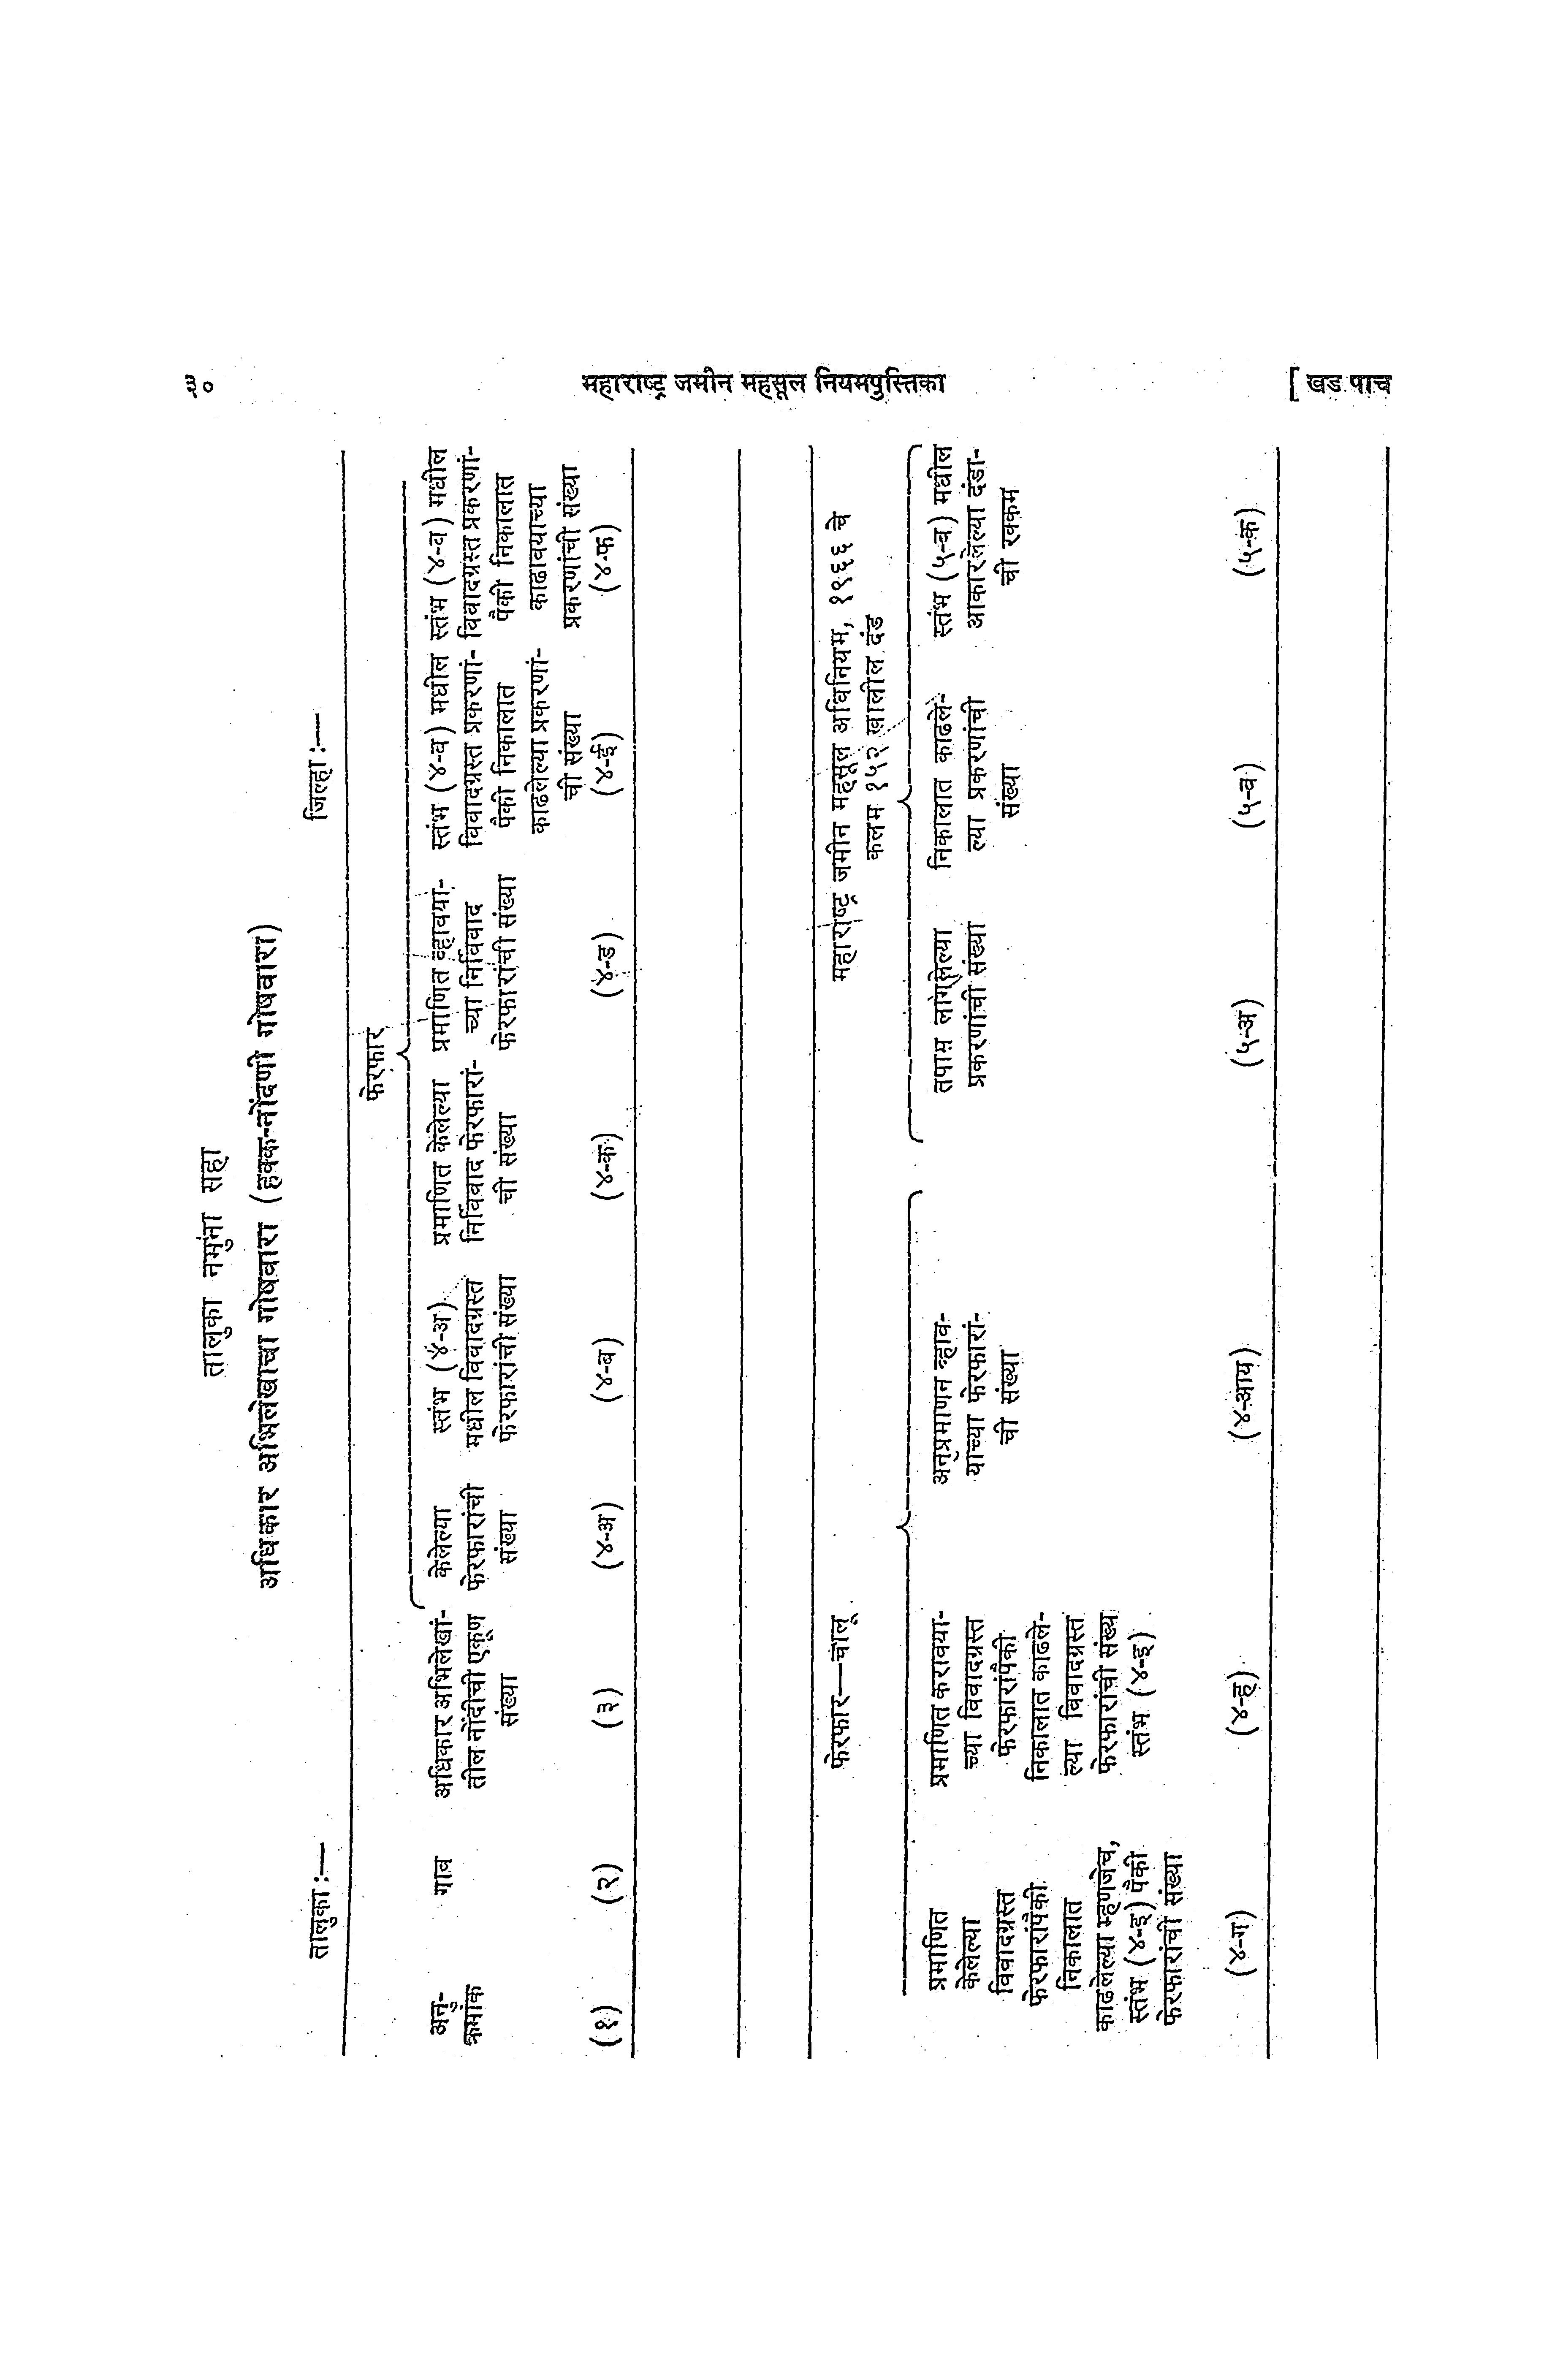 ३० महाराष्ट्र जमीन महसूल नियमपुस्तिका [ खंड पाच
तालुका नमुना सहा
अधिकार अभिलेखाचा गोषवारा (हक्क-नोंदणी गोषवारा)
तालुका :— जिल्हा :—
फेरफार
अनु-
क्रमांक
(१)
गाव
(२)
अधिकार अभिलेखां-
तील नोंदीची एकूण
संख्या
(३)
केलेल्या
फेरफारांची
संख्या
(४-अ)
स्तंभ (४-अ)
मधील विवादग्रस्त
फेरफारांची संख्या
(४-ब)
प्रमाणित केलेल्या
निर्विवाद फेरफारां-
ची संख्या
(४-क)
प्रमाणित व्हावया-
च्या निर्विवाद
फेरफारांची संख्या
(४-ड)
स्तंभ (४-ब) मधील
विवादग्रस्त प्रकरणां-
पैकी निकालात
काढलेल्या प्रकरणां-
ची संख्या
(४-ई)
स्तंभ (४-ब) मधील
विवादग्रस्त प्रकरणां-
पैकी निकालात
काढावयाच्या
प्रकरणांची संख्या
(४-फ)
फेरफार—चालू
महाराष्ट्र जमीन महसूल अधिनियम, १९६६ चे
कलम १५२ खालील दंड
प्रमाणित
केलेल्या
विवादग्रस्त
फेरफारांपैकी
निकालात
काढलेल्या म्हणजेच,
स्तंभ (४-इ) पैकी
फेरफारांची संख्या
(४-ग)
प्रमाणित करावया-
च्या विवादग्रस्त
फेरफारांपैकी
निकालात काढले-
ल्या विवादग्रस्त
फेरफारांची संख्या
स्तंभ (४-इ)
(४-ह)
अनुप्रमाणन व्हाव-
याच्या फेरफारां-
ची संख्या
(४-आय)
तपास लागलेल्या
प्रकरणांची संख्या
(५-अ)
निकालात काढले-
ल्या प्रकरणांची
संख्या
(५-ब)
स्तंभ (५-ब) मधील
आकारलेल्या दंडा-
ची रक्कम
(५-क)